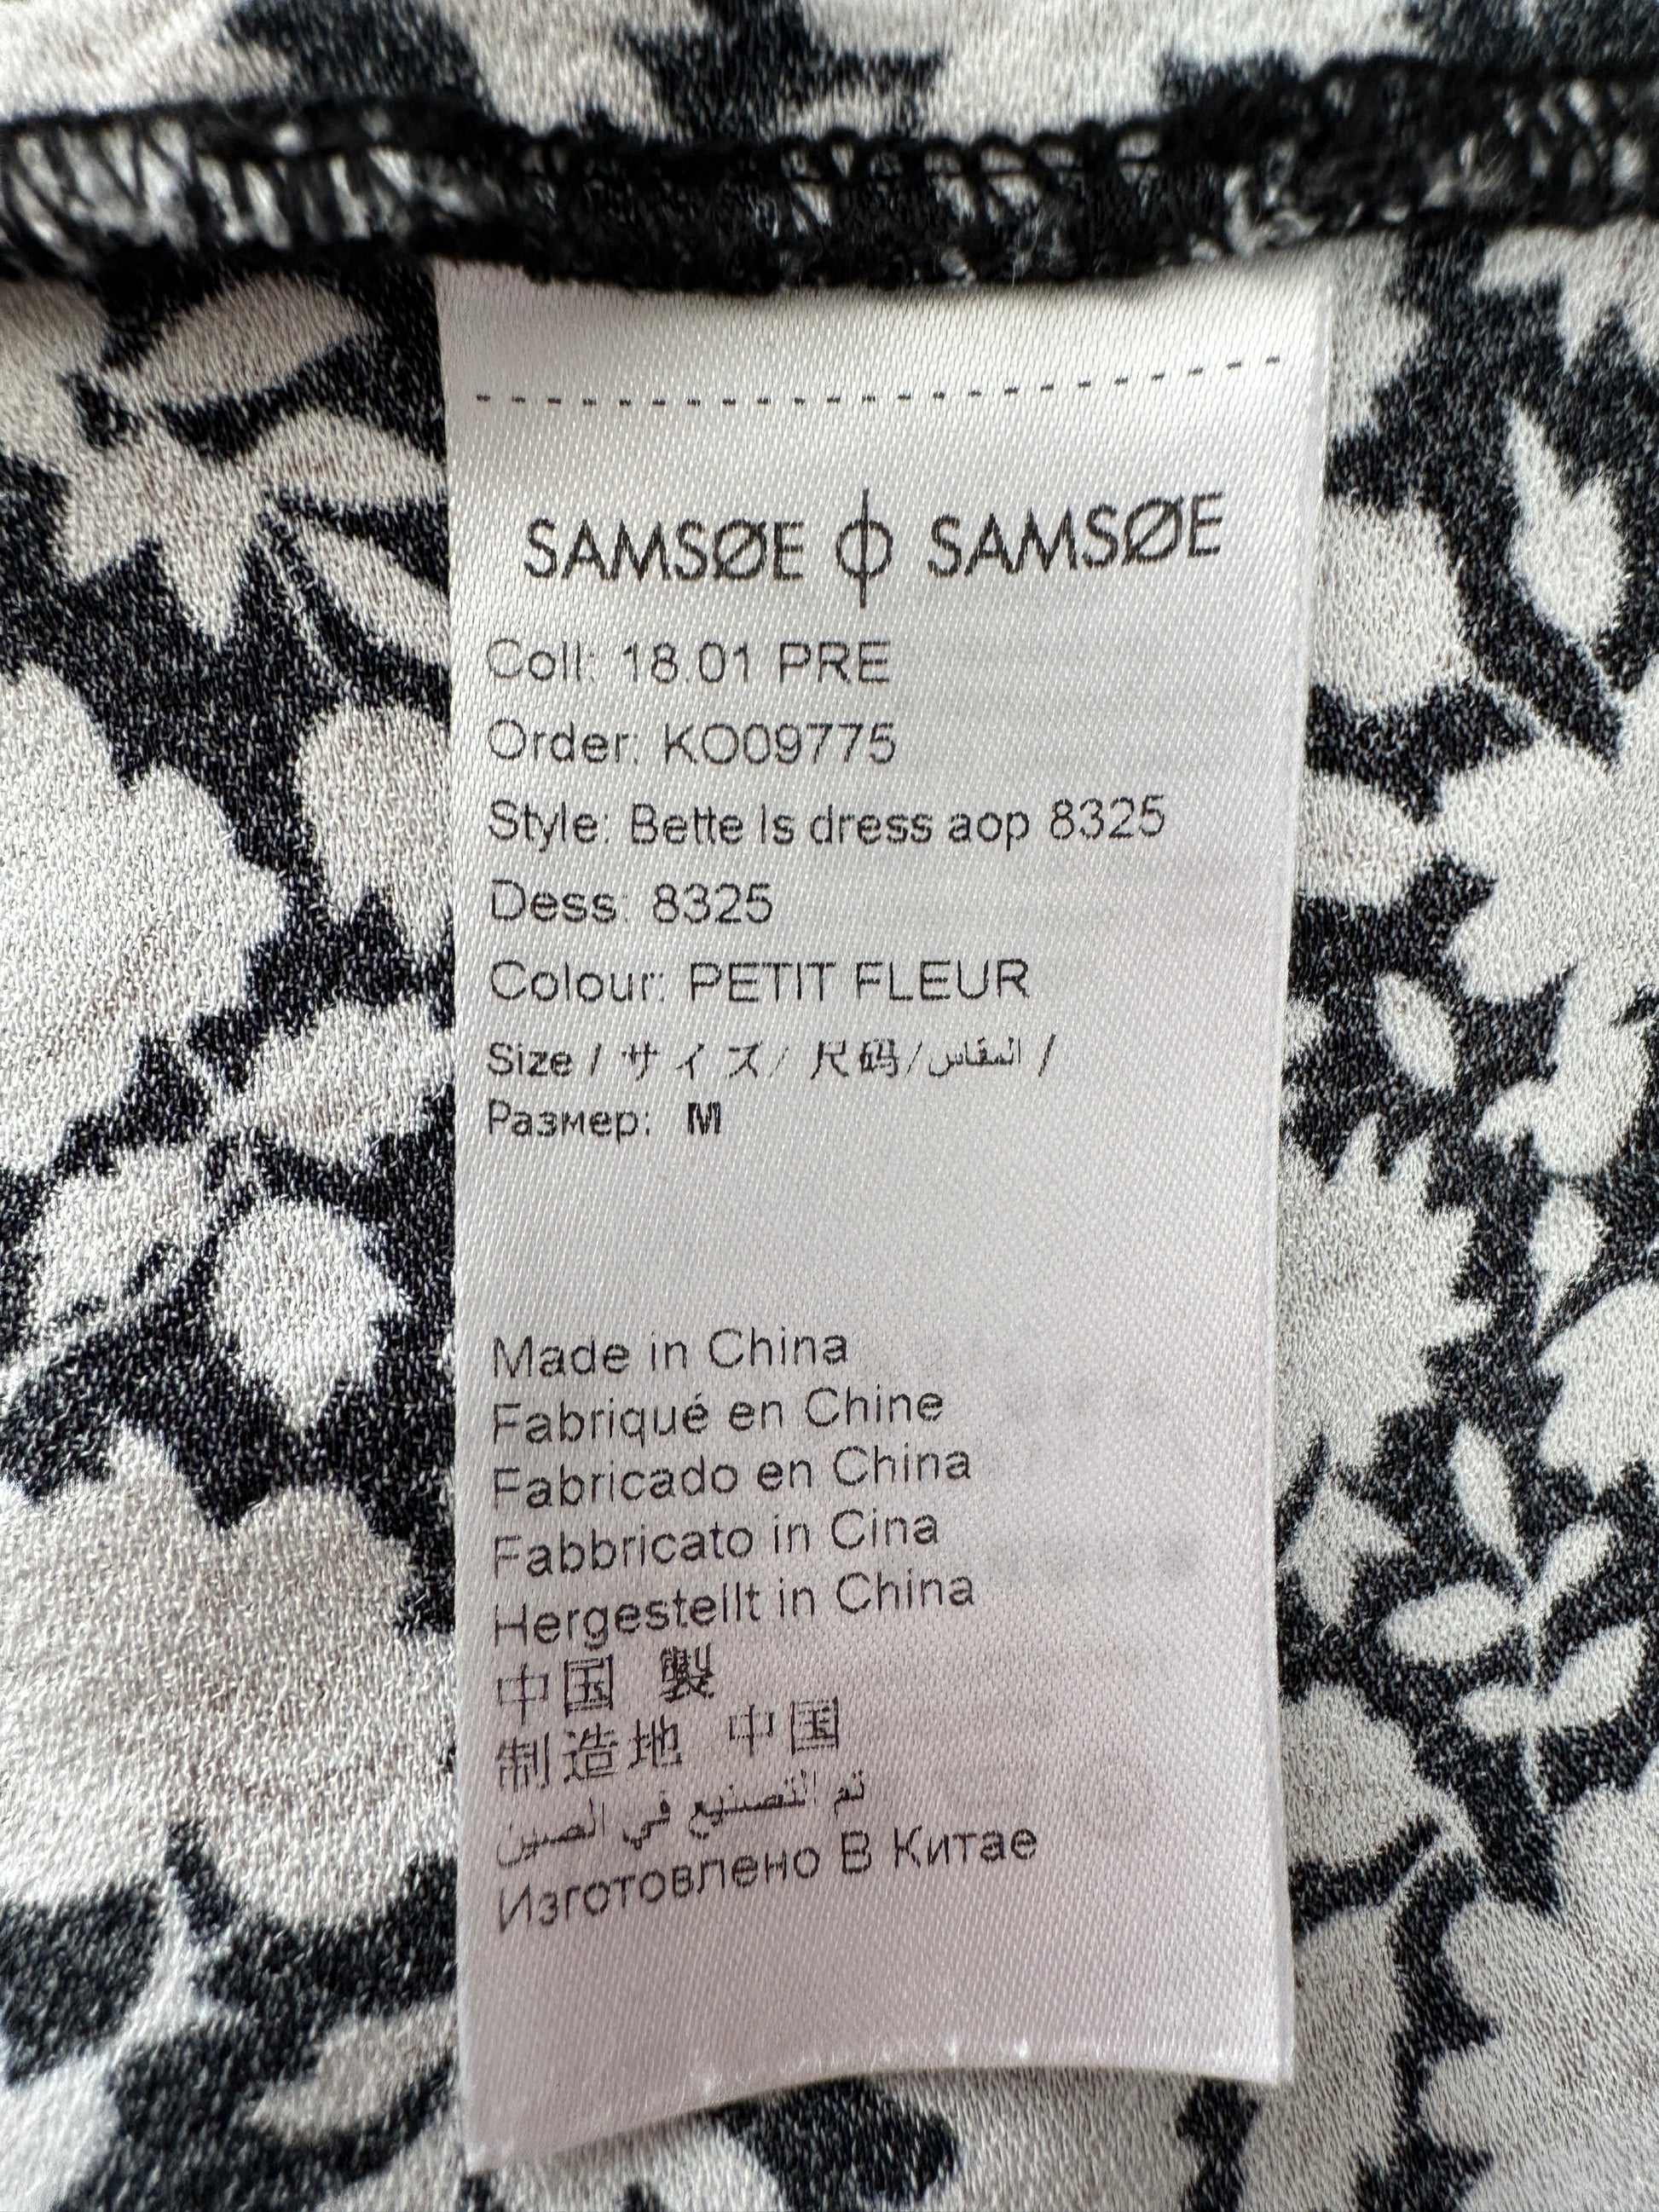 SAMSØE ϕ SAMSØE
Coll: 18.01 PRE
Order: KO09775
Style: Bette ls dress aop 8325
Dess: 8325
Colour: PETIT FLEUR
Size / サイズ/ 尺码/المقاس /
Размер: M
Made in China
Fabriqué en Chine
Fabricado en China
Fabbricato in Cina
Hergestellt in China
中国 製
制造地 中国
تم التصنيع في الصين
Изготовлено В Китае